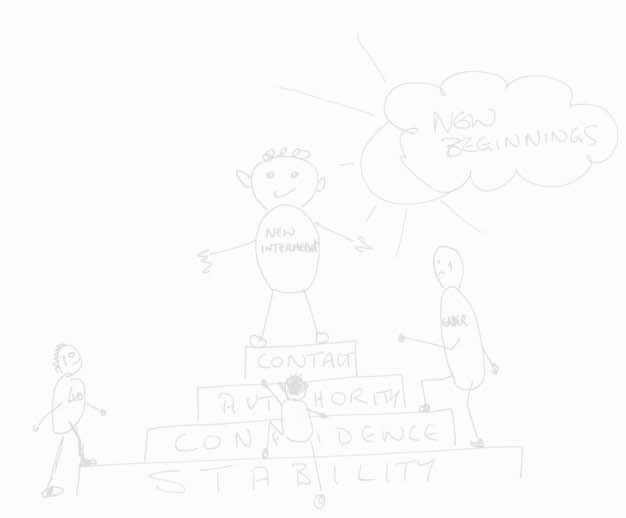 NEW
BEGINNINGS
NEW
CONTACT
AUTHORITY
CONFIDENCE
STABILITY